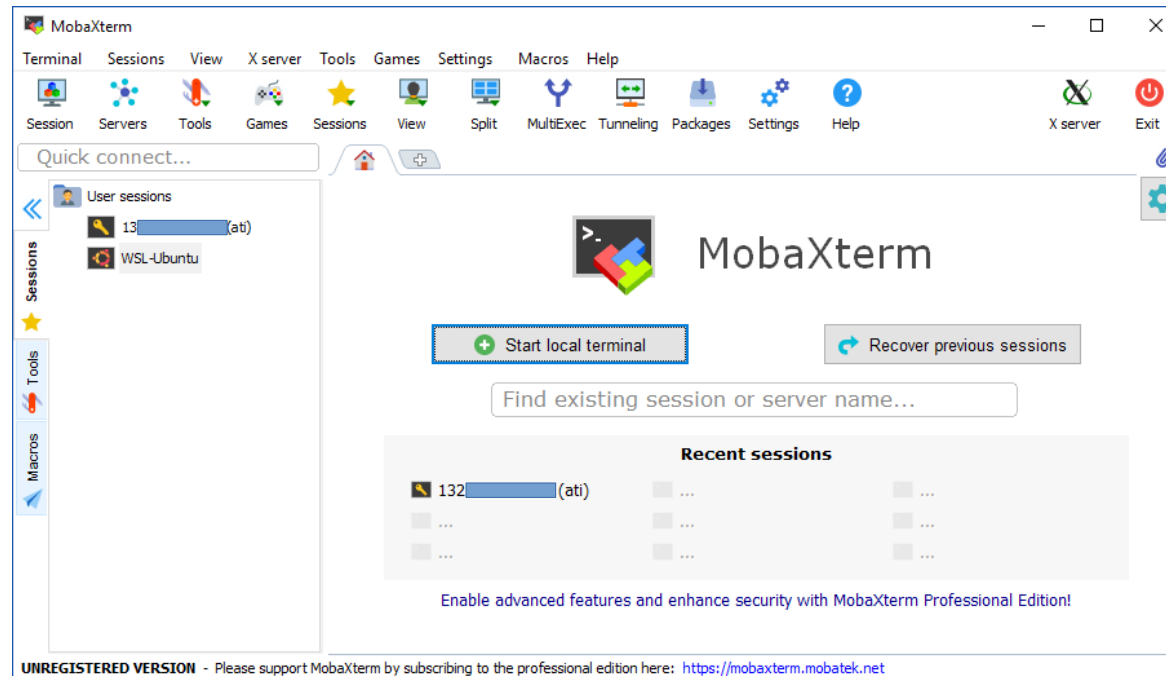 MobaXterm
Terminal Sessions View X server Tools Games Settings Macros Help
Session Servers Tools Games Sessions View Split MultiExec Tunneling Packages Settings Help X server Exit
Quick connect...
User sessions
13 (ati)
WSL-Ubuntu
Sessions
Tools
Macros
>_
MobaXterm
Start local terminal Recover previous sessions
Find existing session or server name...
Recent sessions
132 (ati) ... ...
... ... ...
... ... ...
Enable advanced features and enhance security with MobaXterm Professional Edition!
UNREGISTERED VERSION - Please support MobaXterm by subscribing to the professional edition here: https://mobaxterm.mobatek.net